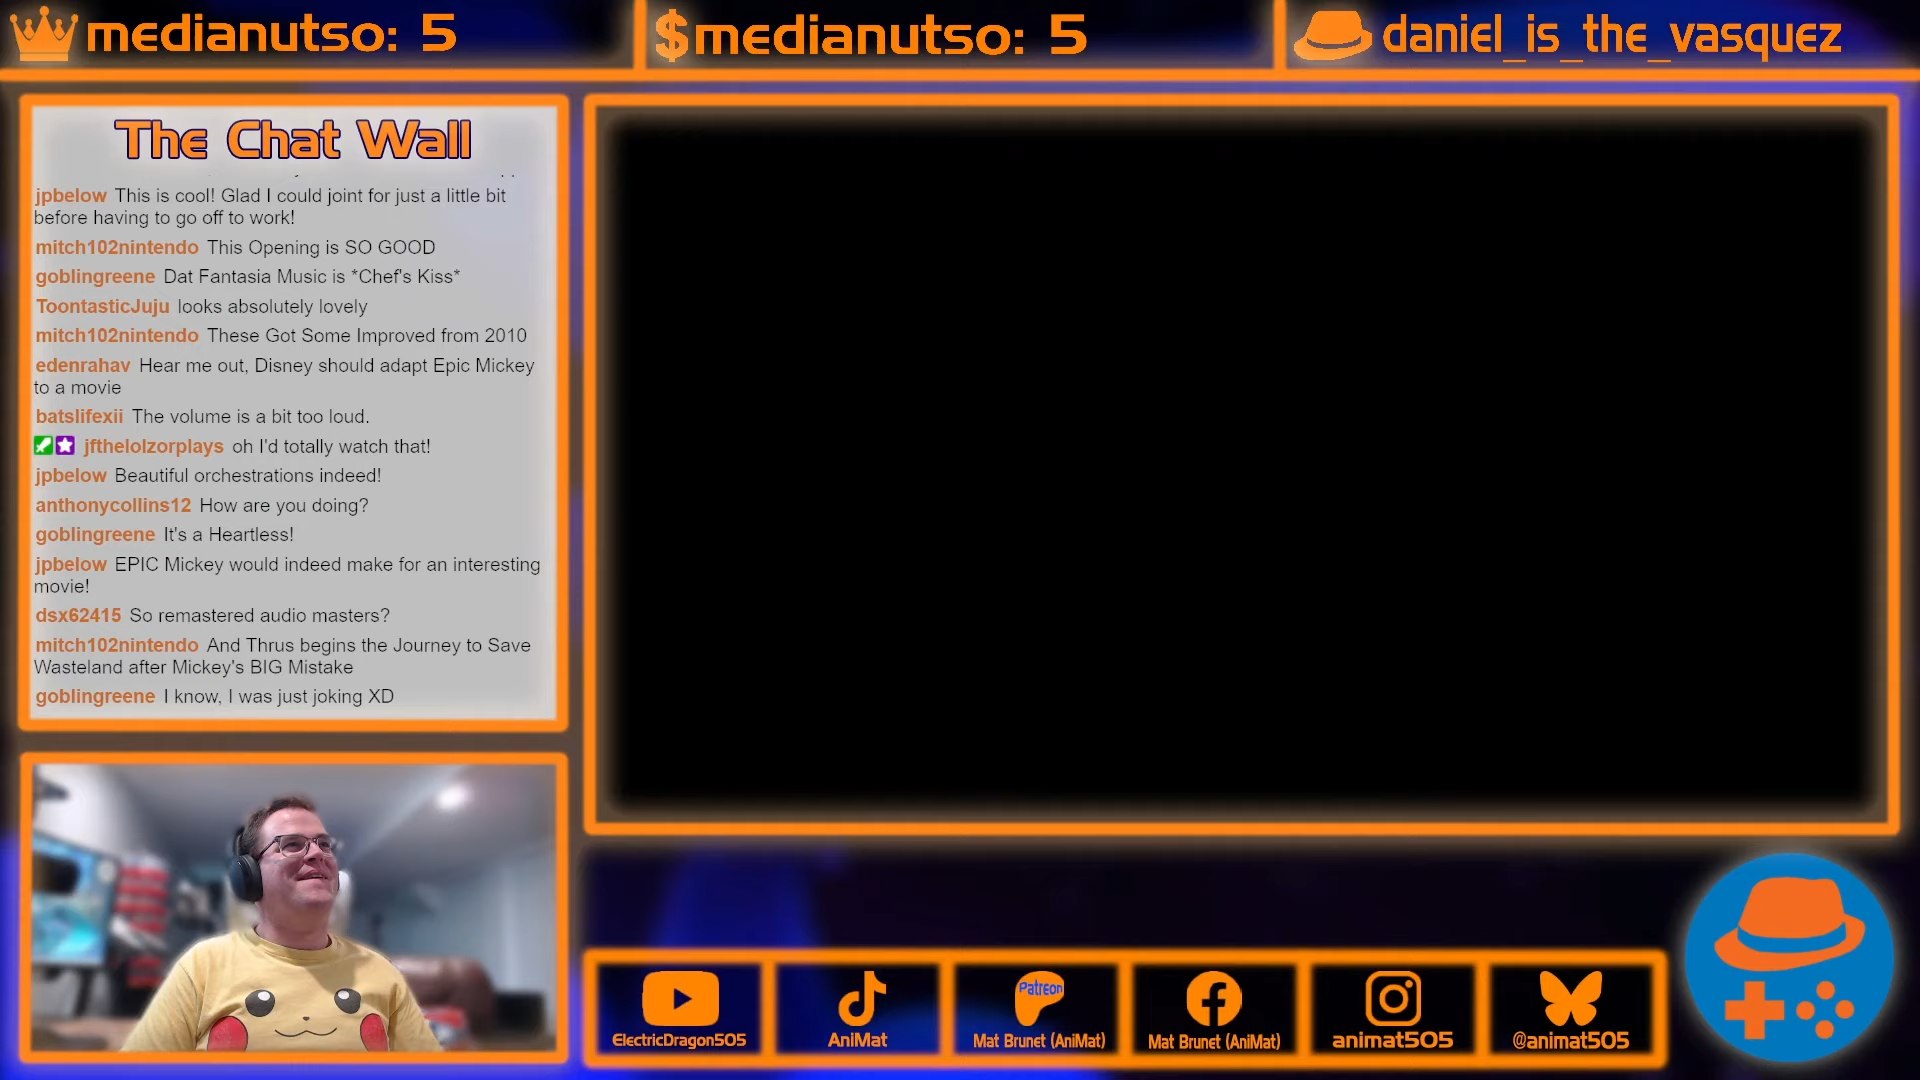 medianutso: 5
$medianutso: 5
daniel_is_the_vasquez
The Chat Wall
jpbelow This is cool! Glad I could joint for just a little bit
before having to go off to work!
mitch102nintendo This Opening is SO GOOD
goblingreene Dat Fantasia Music is *Chef's Kiss*
ToontasticJuju looks absolutely lovely
mitch102nintendo These Got Some Improved from 2010
edenrahav Hear me out, Disney should adapt Epic Mickey
to a movie
batslifexii The volume is a bit too loud.
jfthelolzorplays oh I'd totally watch that!
jpbelow Beautiful orchestrations indeed!
anthonycollins12 How are you doing?
goblingreene It's a Heartless!
jpbelow EPIC Mickey would indeed make for an interesting
movie!
dsx62415 So remastered audio masters?
mitch102nintendo And Thrus begins the Journey to Save
Wasteland after Mickey's BIG Mistake
goblingreene I know, I was just joking XD
Patreon
ElectricDragon505
AniMat
Mat Brunet (AniMat)
Mat Brunet (AniMat)
animat505
@animat505